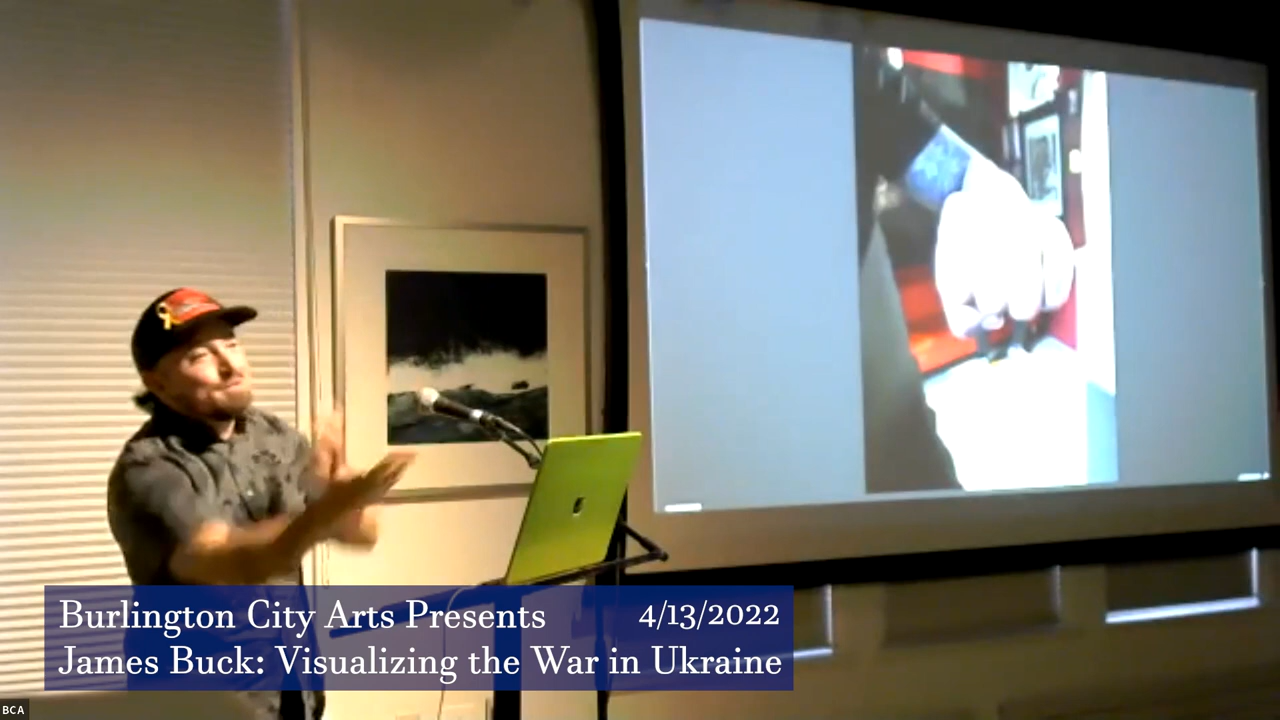 Burlington City Arts Presents 4/13/2022
James Buck: Visualizing the War in Ukraine
BCA